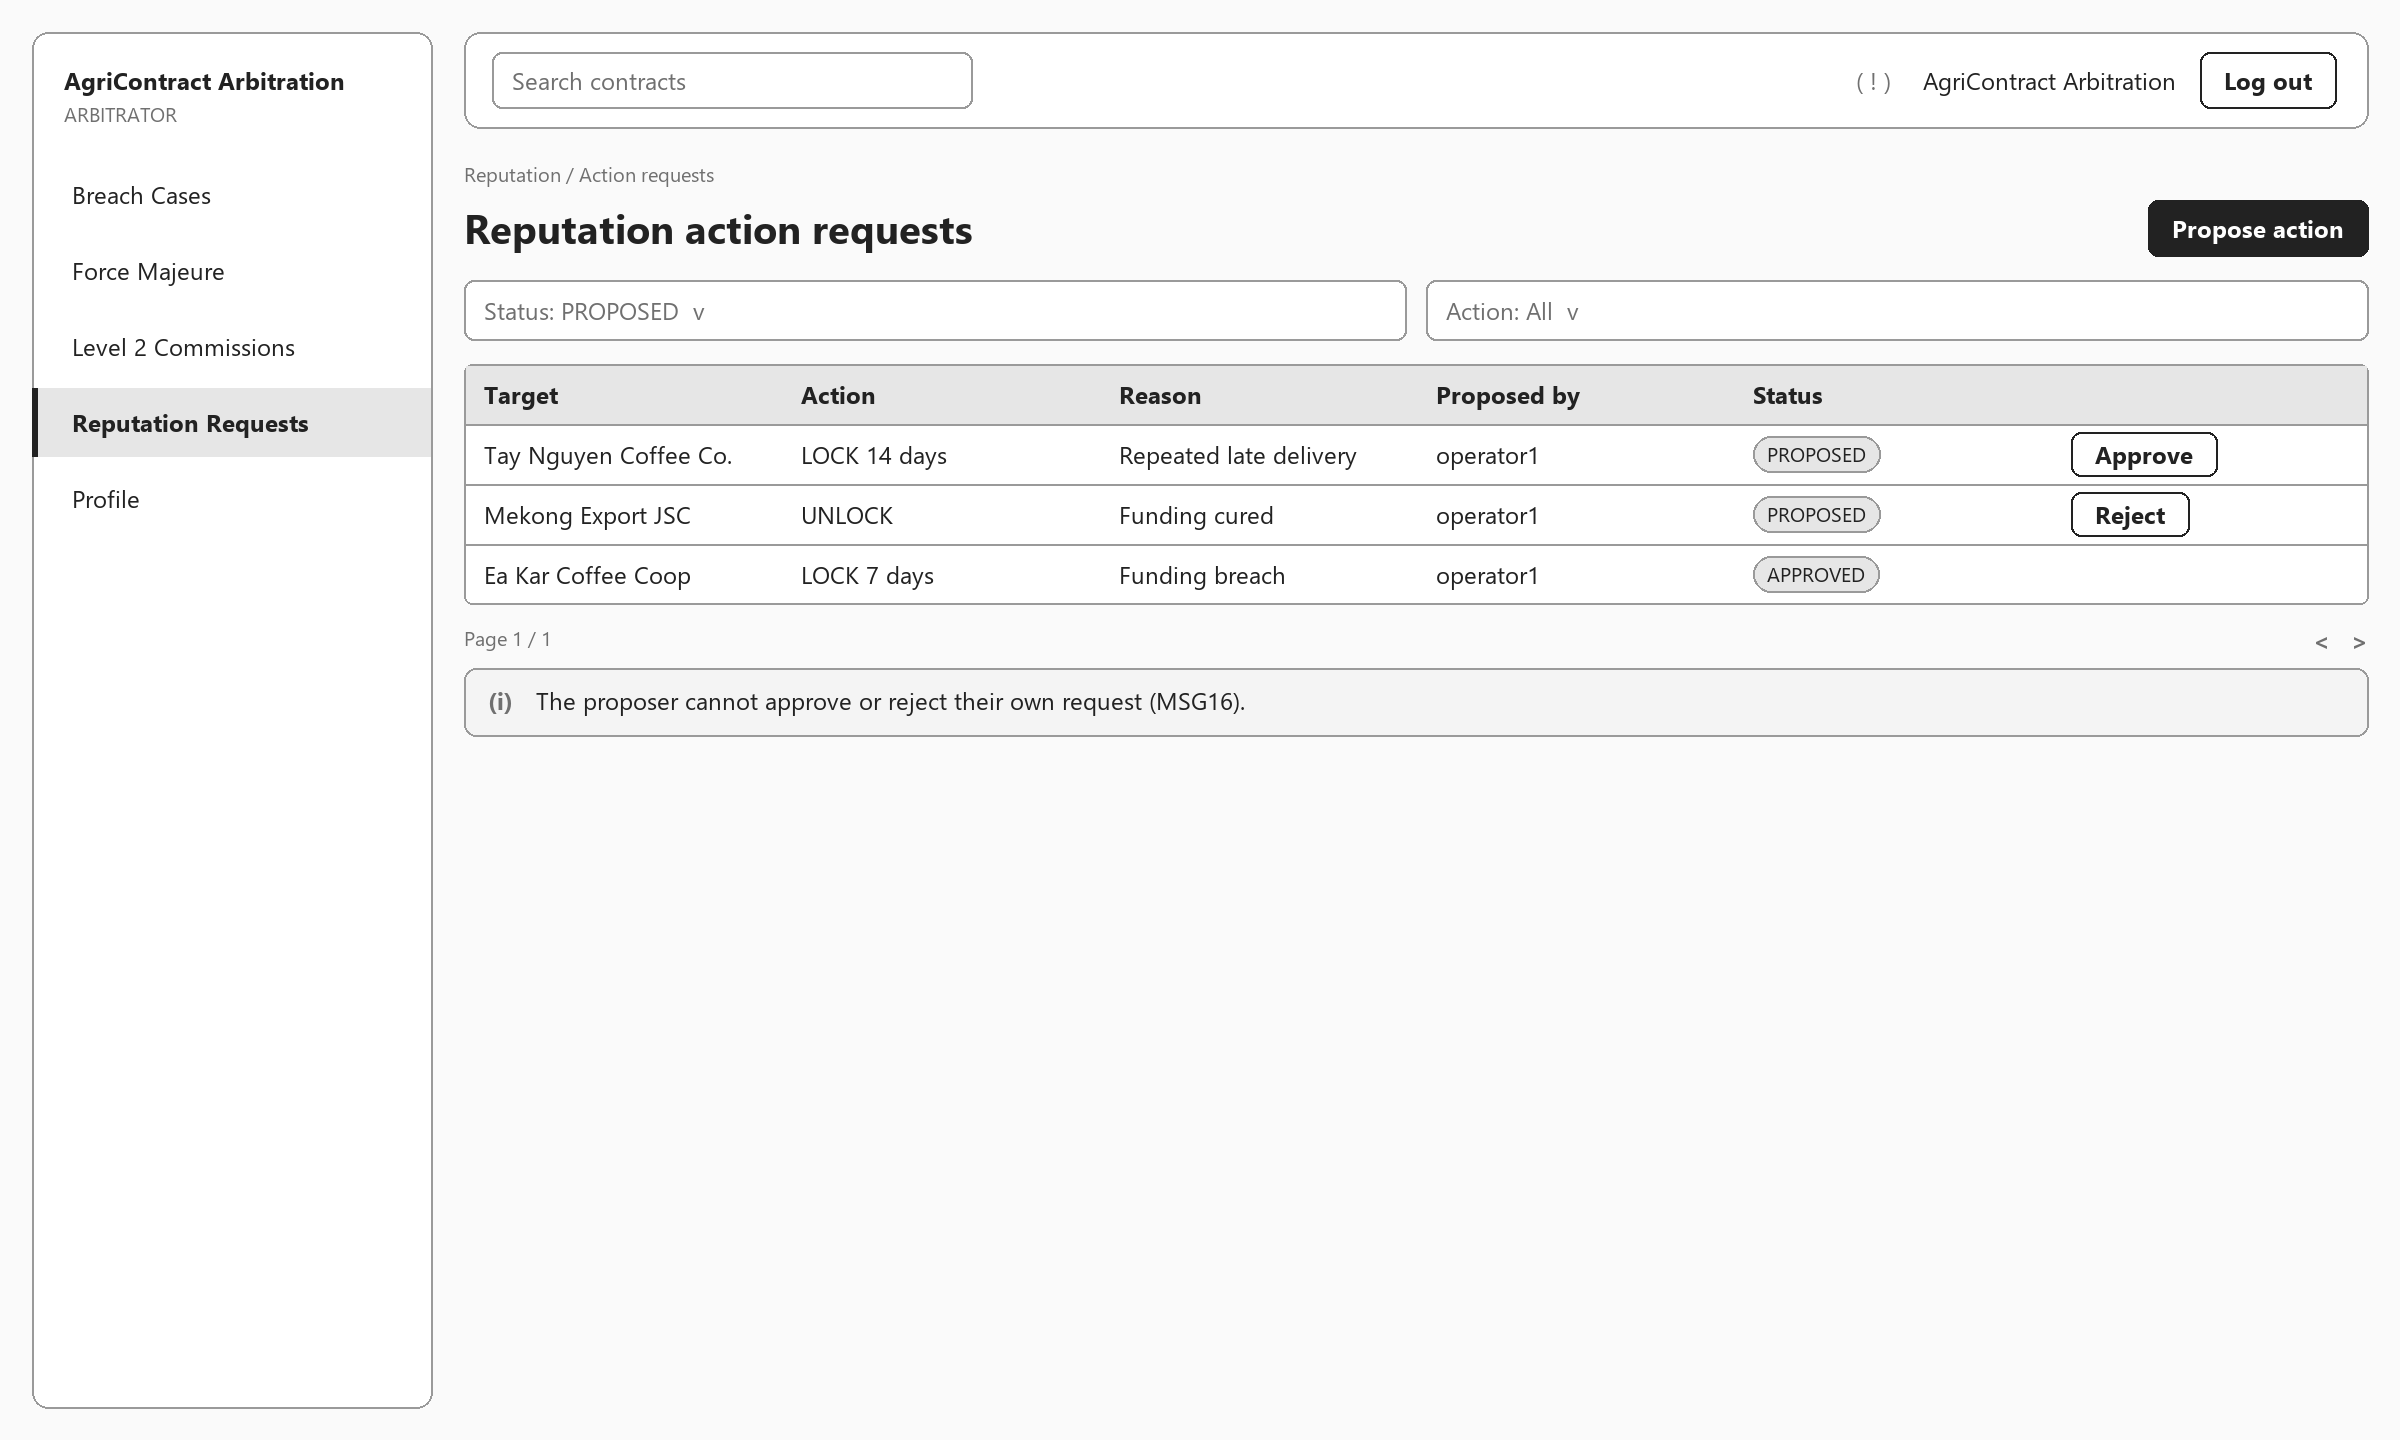 AgriContract Arbitration
ARBITRATOR
Breach Cases
Force Majeure
Level 2 Commissions
Reputation Requests
Profile
Search contracts
( ! ) AgriContract Arbitration Log out
Reputation / Action requests
Reputation action requests
Propose action
Status: PROPOSED v
Action: All v
Target Action Reason Proposed by Status
Tay Nguyen Coffee Co. LOCK 14 days Repeated late delivery operator1 PROPOSED Approve
Mekong Export JSC UNLOCK Funding cured operator1 PROPOSED Reject
Ea Kar Coffee Coop LOCK 7 days Funding breach operator1 APPROVED
Page 1 / 1 < >
(i) The proposer cannot approve or reject their own request (MSG16).